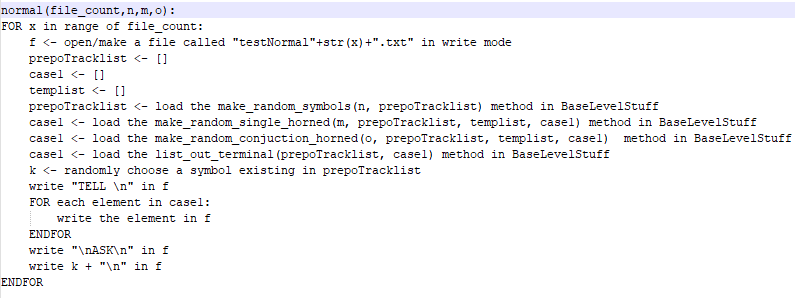 normal(file_count,n,m,o):
FOR x in range of file_count:
    f <- open/make a file called "testNormal"+str(x)+".txt" in write mode
    prepoTracklist <- []
    case1 <- []
    templist <- []
    prepoTracklist <- load the make_random_symbols(n, prepoTracklist) method in BaseLevelStuff
    case1 <- load the make_random_single_horned(m, prepoTracklist, templist, case1) method in BaseLevelStuff
    case1 <- load the make_random_conjuction_horned(o, prepoTracklist, templist, case1)  method in BaseLevelStuff
    case1 <- load the list_out_terminal(prepoTracklist, case1) method in BaseLevelStuff
    k <- randomly choose a symbol existing in prepoTracklist
    write "TELL \n" in f
    FOR each element in case1:
        write the element in f
    ENDFOR
    write "\nASK\n" in f
    write k + "\n" in f
ENDFOR